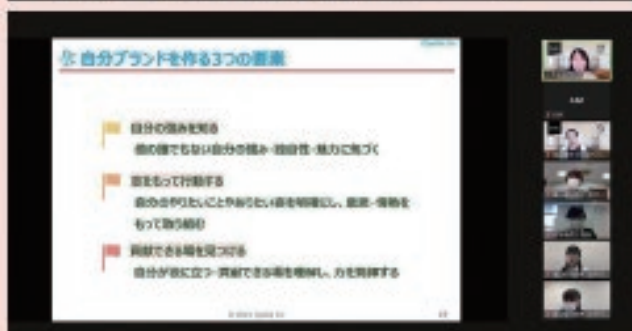 自分ブランドを作る3つの要素
自分の強みを知る
他の誰でもない自分の強み・独自性・魅力に気づく
志をもって行動する
自分のやりたいことやありたい姿を明確にし、意欲・情熱を
もって取り組む
貢献できる場を見つける
自分が役に立つ・貢献できる場を理解し、力を発揮する